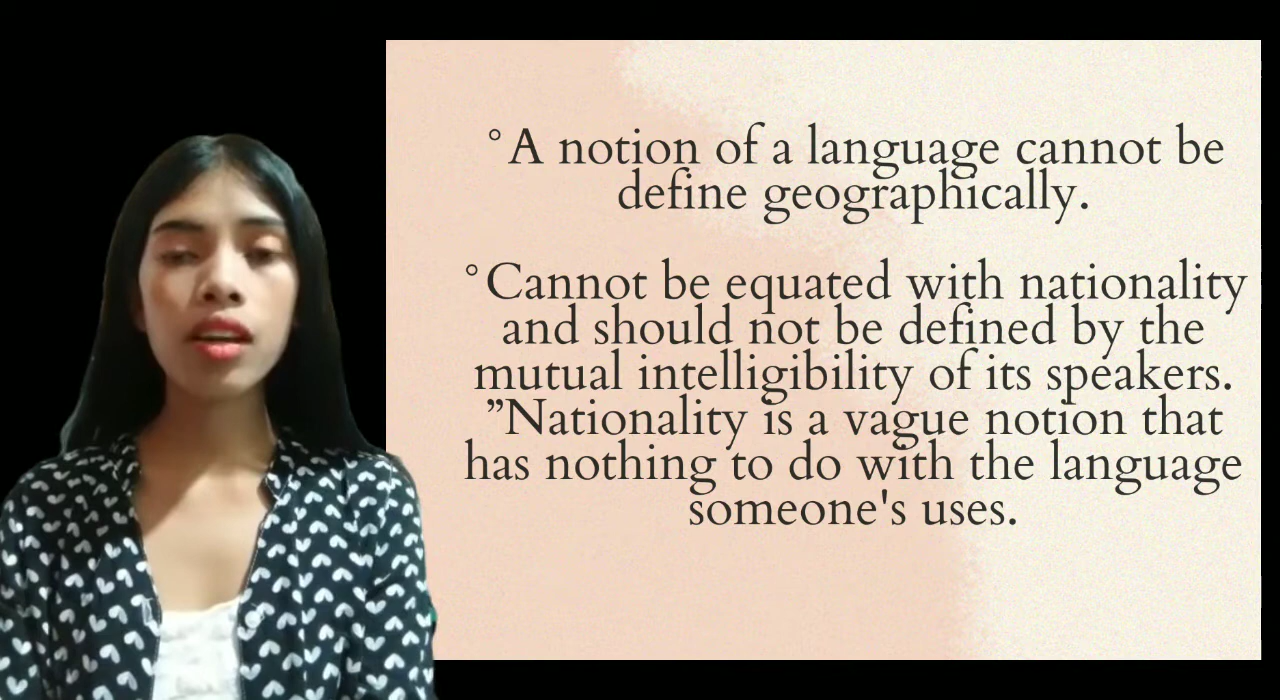 °A notion of a language cannot be
define geographically.
°Cannot be equated with nationality
and should not be defined by the
mutual intelligibility of its speakers.
”Nationality is a vague notion that
has nothing to do with the language
someone's uses.